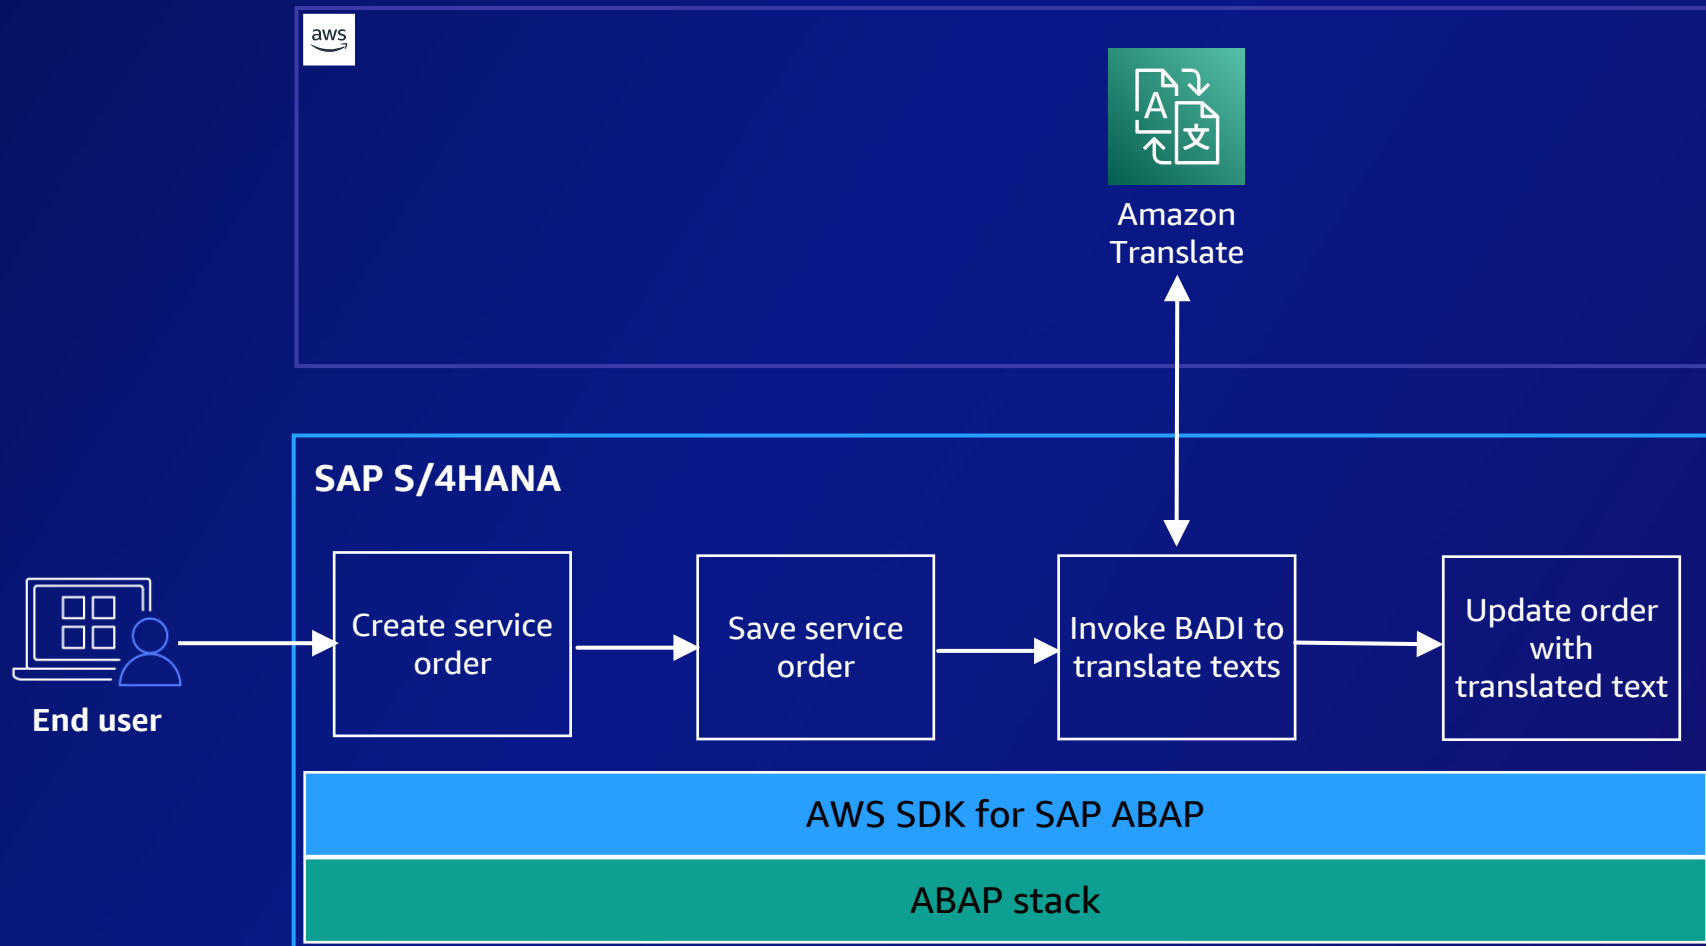 aws
A
文
Amazon
Translate
SAP S/4HANA
Create service
order
Save service
order
Invoke BADI to
translate texts
Update order
with
translated text
End user
AWS SDK for SAP ABAP
ABAP stack